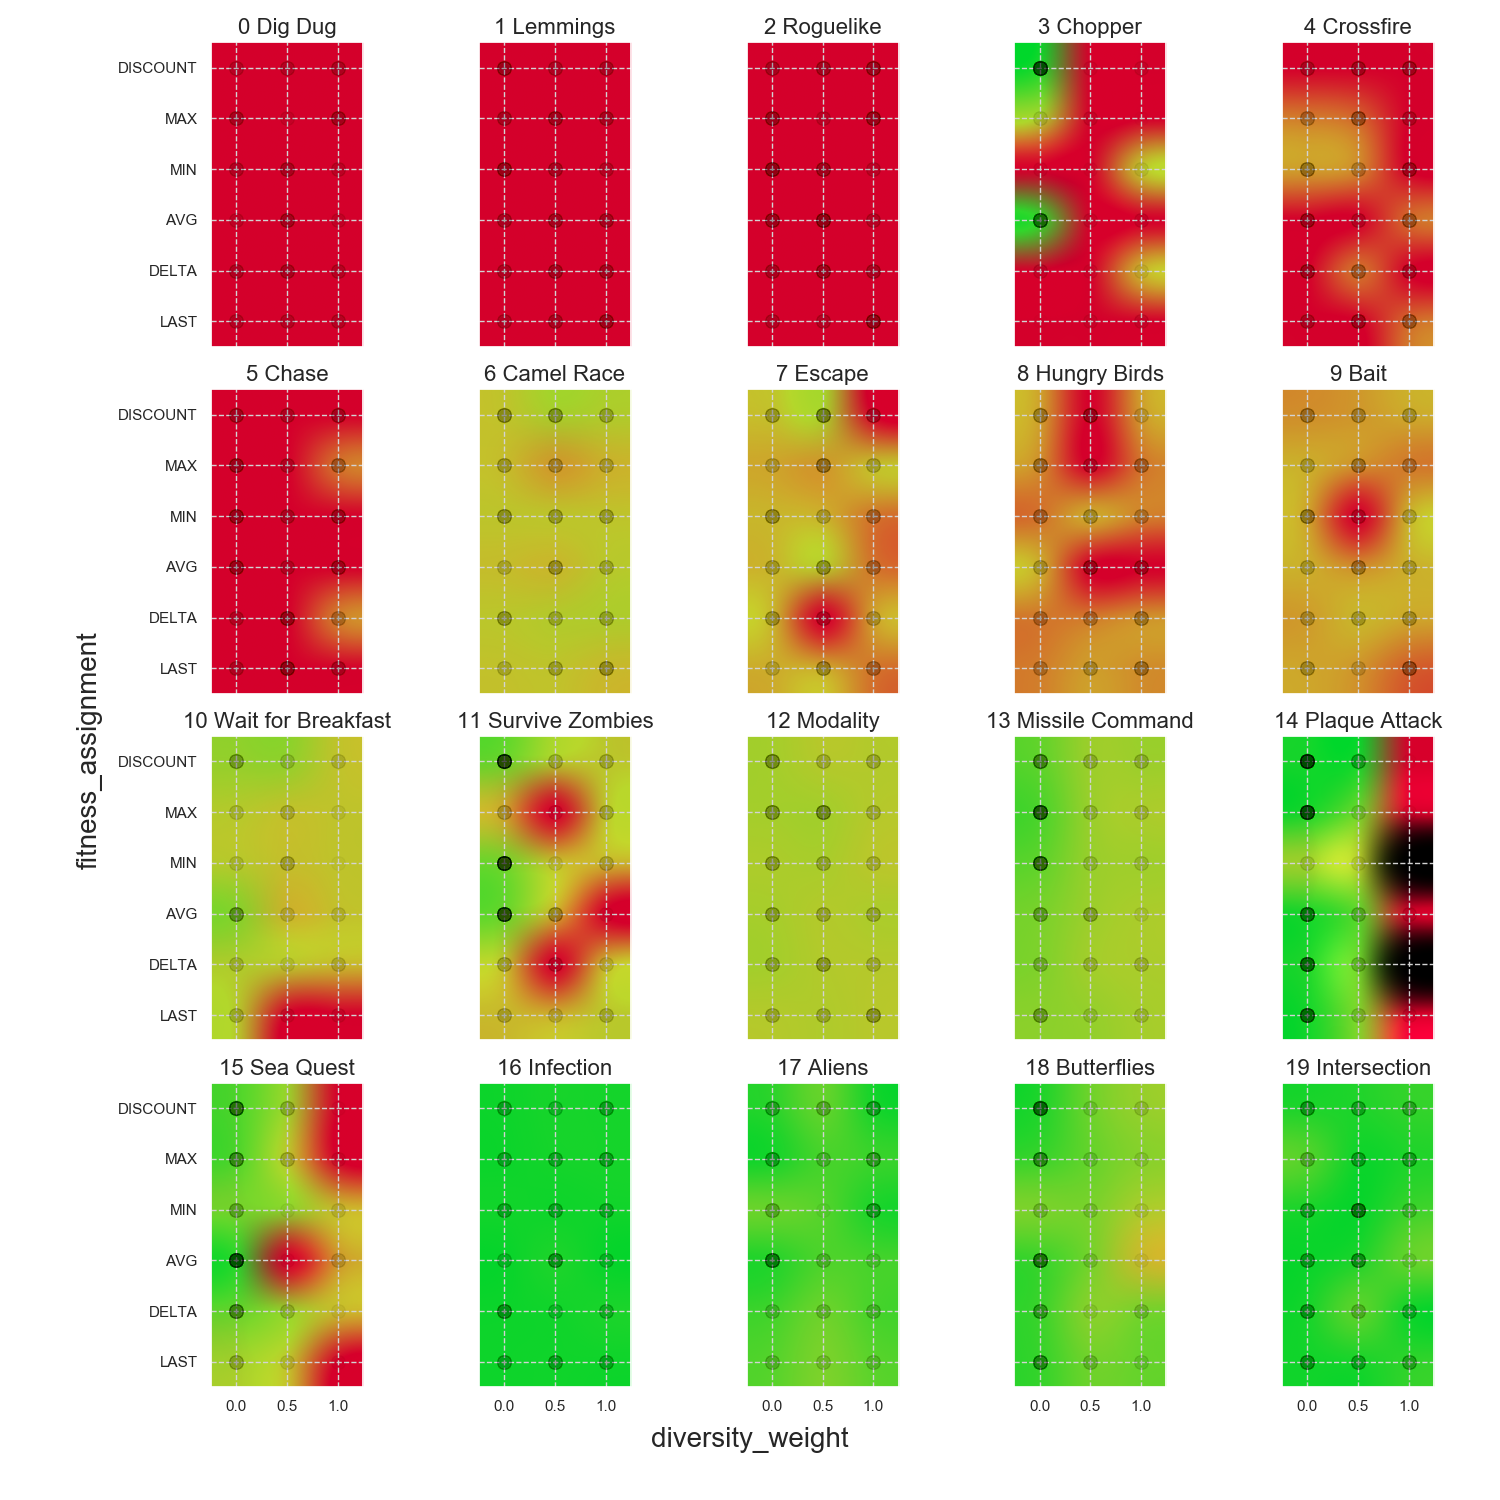 0 Dig Dug 1 Lemmings 2 Roguelike 3 Chopper 4 Crossfire
DISCOUNT
MAX
MIN
AVG
DELTA
LAST
5 Chase 6 Camel Race 7 Escape 8 Hungry Birds 9 Bait
DISCOUNT
MAX
MIN
AVG
DELTA
LAST
fitness_assignment
10 Wait for Breakfast 11 Survive Zombies 12 Modality 13 Missile Command 14 Plaque Attack
DISCOUNT
MAX
MIN
AVG
DELTA
LAST
15 Sea Quest 16 Infection 17 Aliens 18 Butterflies 19 Intersection
DISCOUNT
MAX
MIN
AVG
DELTA
LAST
0.0 0.5 1.0 0.0 0.5 1.0 0.0 0.5 1.0 0.0 0.5 1.0 0.0 0.5 1.0
diversity_weight